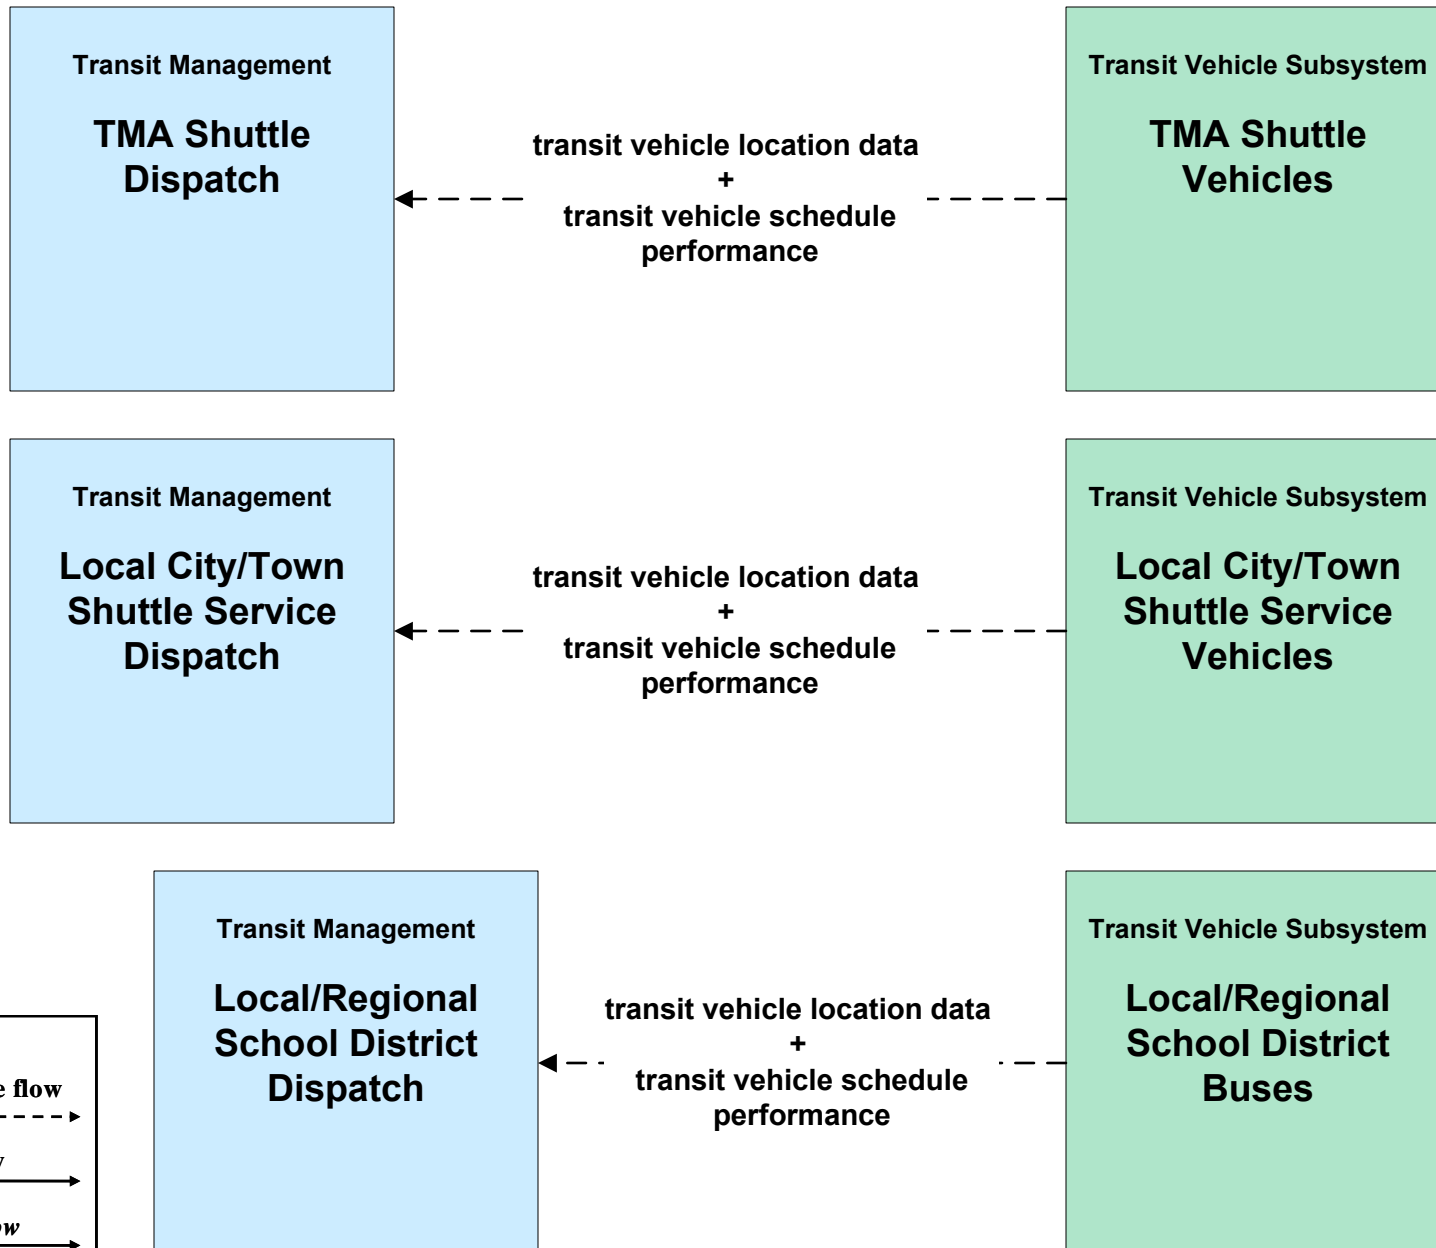 Transit Management
TMA Shuttle
Dispatch
transit vehicle location data
+
transit vehicle schedule
performance
Transit Vehicle Subsystem
TMA Shuttle
Vehicles
Transit Management
Local City/Town
Shuttle Service
Dispatch
transit vehicle location data
+
transit vehicle schedule
performance
Transit Vehicle Subsystem
Local City/Town
Shuttle Service
Vehicles
Transit Management
Local/Regional
School District
Dispatch
transit vehicle location data
+
transit vehicle schedule
performance
Transit Vehicle Subsystem
Local/Regional
School District
Buses
flow